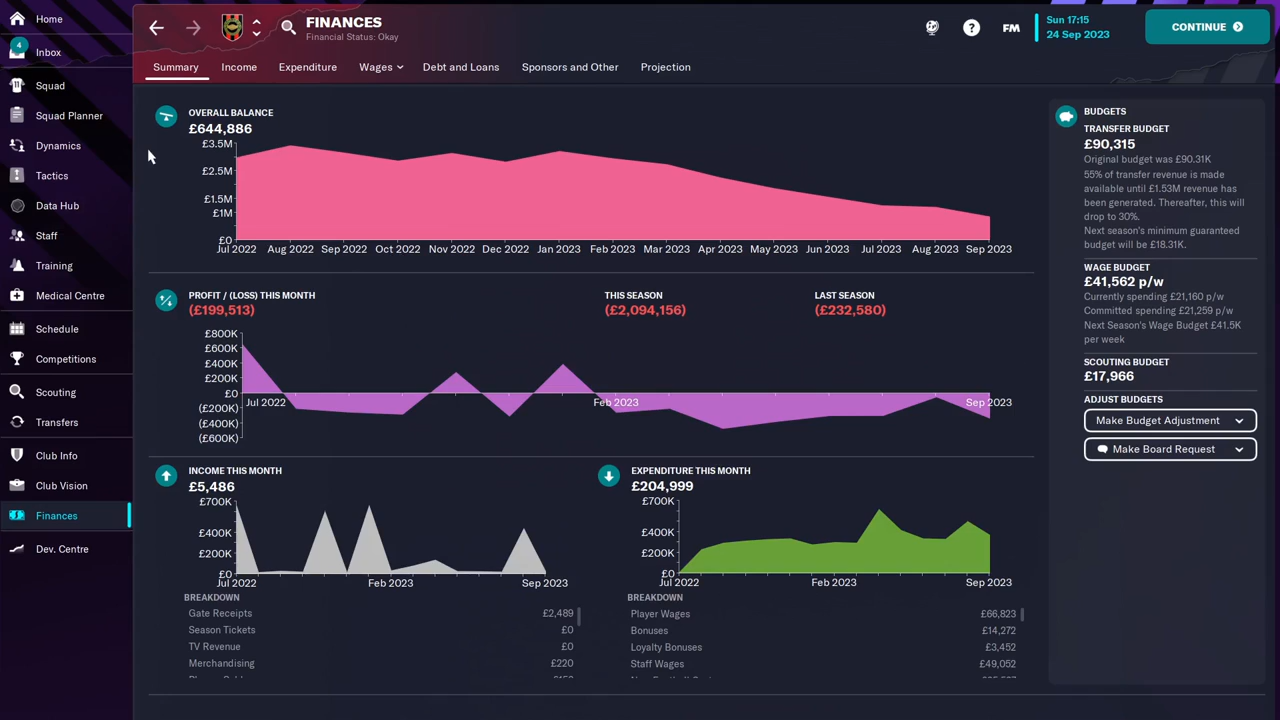 Home
4
Inbox
Squad
Squad Planner
Dynamics
Tactics
Data Hub
Staff
Training
Medical Centre
Schedule
Competitions
Scouting
Transfers
Club Info
Club Vision
Finances
Dev. Centre
FINANCES
Financial Status: Okay
?
FM
Sun 17:15
24 Sep 2023
CONTINUE
Summary
Income
Expenditure
Wages
Debt and Loans
Sponsors and Other
Projection
OVERALL BALANCE
£644,886
£3.5M
£2.5M
£1.5M
£1M
£0
Jul 2022
Aug 2022
Sep 2022
Oct 2022
Nov 2022
Dec 2022
Jan 2023
Feb 2023
Mar 2023
Apr 2023
May 2023
Jun 2023
Jul 2023
Aug 2023
Sep 2023
PROFIT / (LOSS) THIS MONTH
(£199,513)
THIS SEASON
(£2,094,156)
LAST SEASON
(£232,580)
£800K
£600K
£400K
£200K
£0
(£200K)
(£400K)
(£600K)
Jul 2022
Feb 2023
Sep 2023
INCOME THIS MONTH
£5,486
£700K
£400K
£200K
£0
Jul 2022
Feb 2023
Sep 2023
BREAKDOWN
Gate Receipts £2,489
Season Tickets £0
TV Revenue £0
Merchandising £220
EXPENDITURE THIS MONTH
£204,999
£700K
£400K
£200K
£0
Jul 2022
Feb 2023
Sep 2023
BREAKDOWN
Player Wages £66,823
Bonuses £14,272
Loyalty Bonuses £3,452
Staff Wages £49,052
BUDGETS
TRANSFER BUDGET
£90,315
Original budget was £90.31K
55% of transfer revenue is made
available until £1.53M revenue has
been generated. Thereafter, this will
drop to 30%.
Next season's minimum guaranteed
budget will be £18.31K.
WAGE BUDGET
£41,562 p/w
Currently spending £21,160 p/w
Committed spending £21,259 p/w
Next Season's Wage Budget £41.5K
per week
SCOUTING BUDGET
£17,966
ADJUST BUDGETS
Make Budget Adjustment
Make Board Request